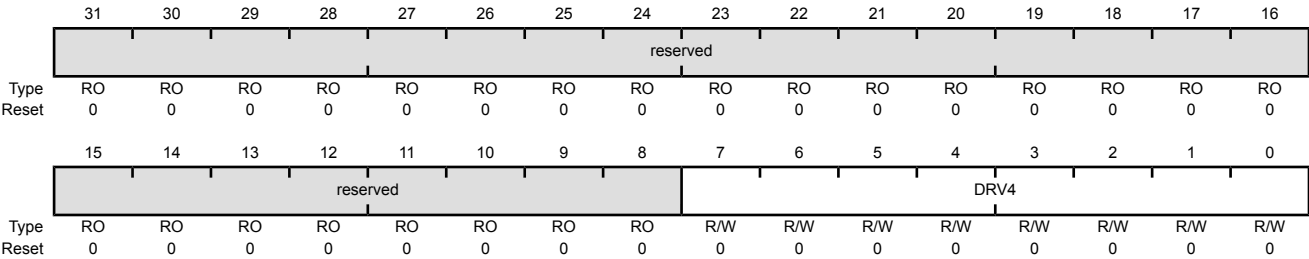 31 30 29 28 27 26 25 24 23 22 21 20 19 18 17 16
reserved
Type RO RO RO RO RO RO RO RO RO RO RO RO RO RO RO RO
Reset 0 0 0 0 0 0 0 0 0 0 0 0 0 0 0 0
15 14 13 12 11 10 9 8 7 6 5 4 3 2 1 0
reserved DRV4
Type RO RO RO RO RO RO RO RO R/W R/W R/W R/W R/W R/W R/W R/W
Reset 0 0 0 0 0 0 0 0 0 0 0 0 0 0 0 0